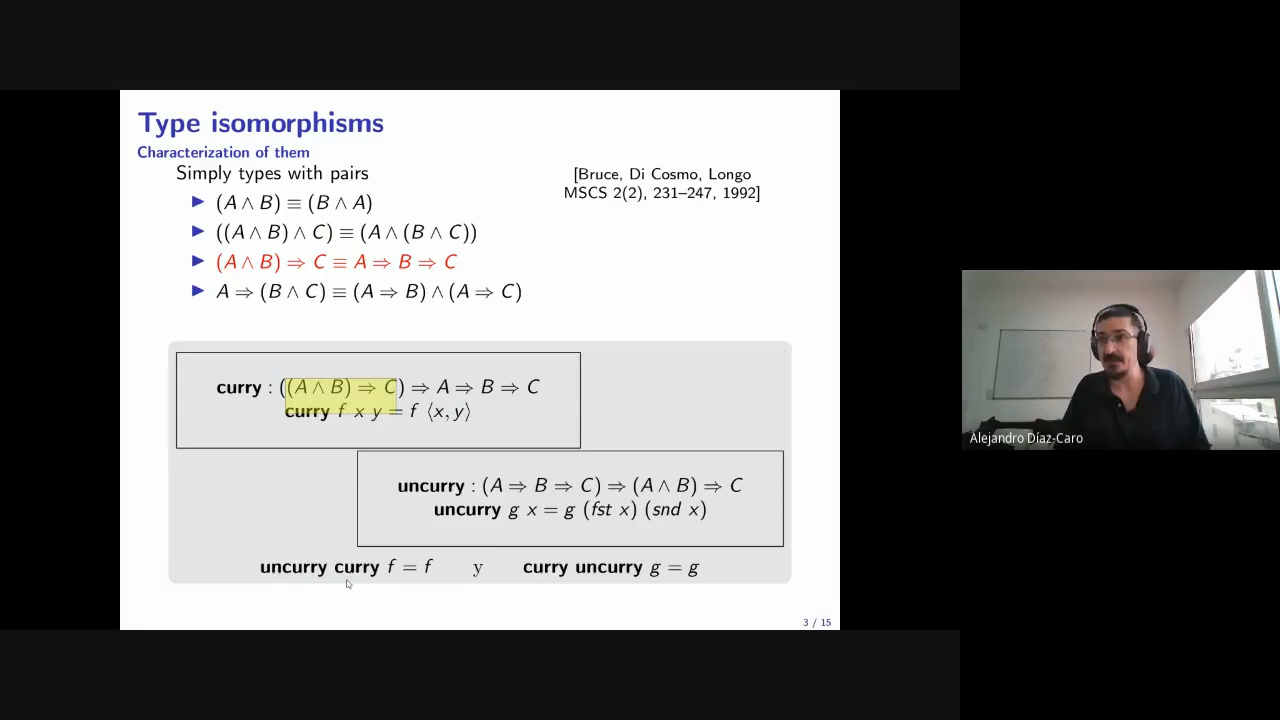 Type isomorphisms
Characterization of them
Simply types with pairs
[Bruce, Di Cosmo, Longo
MSCS 2(2), 231–247, 1992]
▶ (A ∧ B) ≡ (B ∧ A)
▶ ((A ∧ B) ∧ C) ≡ (A ∧ (B ∧ C))
▶ (A ∧ B) ⇒ C ≡ A ⇒ B ⇒ C
▶ A ⇒ (B ∧ C) ≡ (A ⇒ B) ∧ (A ⇒ C)
curry : ((A ∧ B) ⇒ C) ⇒ A ⇒ B ⇒ C
curry f x y = f ⟨x, y⟩
uncurry : (A ⇒ B ⇒ C) ⇒ (A ∧ B) ⇒ C
uncurry g x = g (fst x) (snd x)
uncurry curry f = f y curry uncurry g = g
3 / 15
Alejandro Díaz-Caro